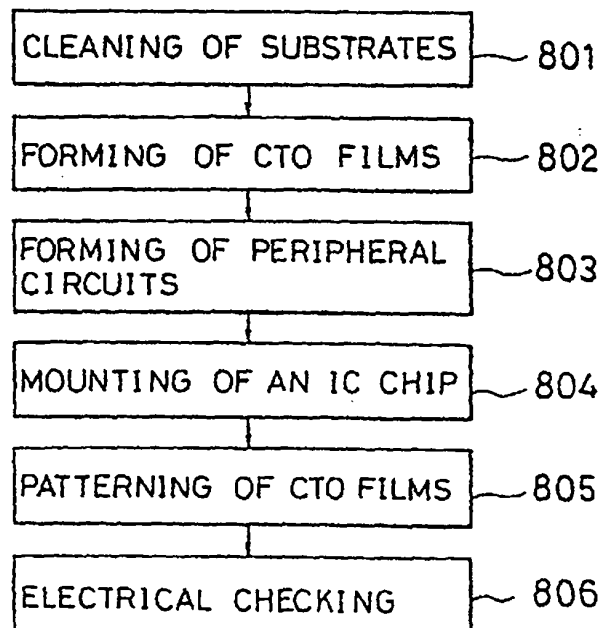 CLEANING OF SUBSTRATES 801
FORMING OF CTO FILMS 802
FORMING OF PERIPHERAL
CIRCUITS 803
MOUNTING OF AN IC CHIP 804
PATTERNING OF CTO FILMS 805
ELECTRICAL CHECKING 806